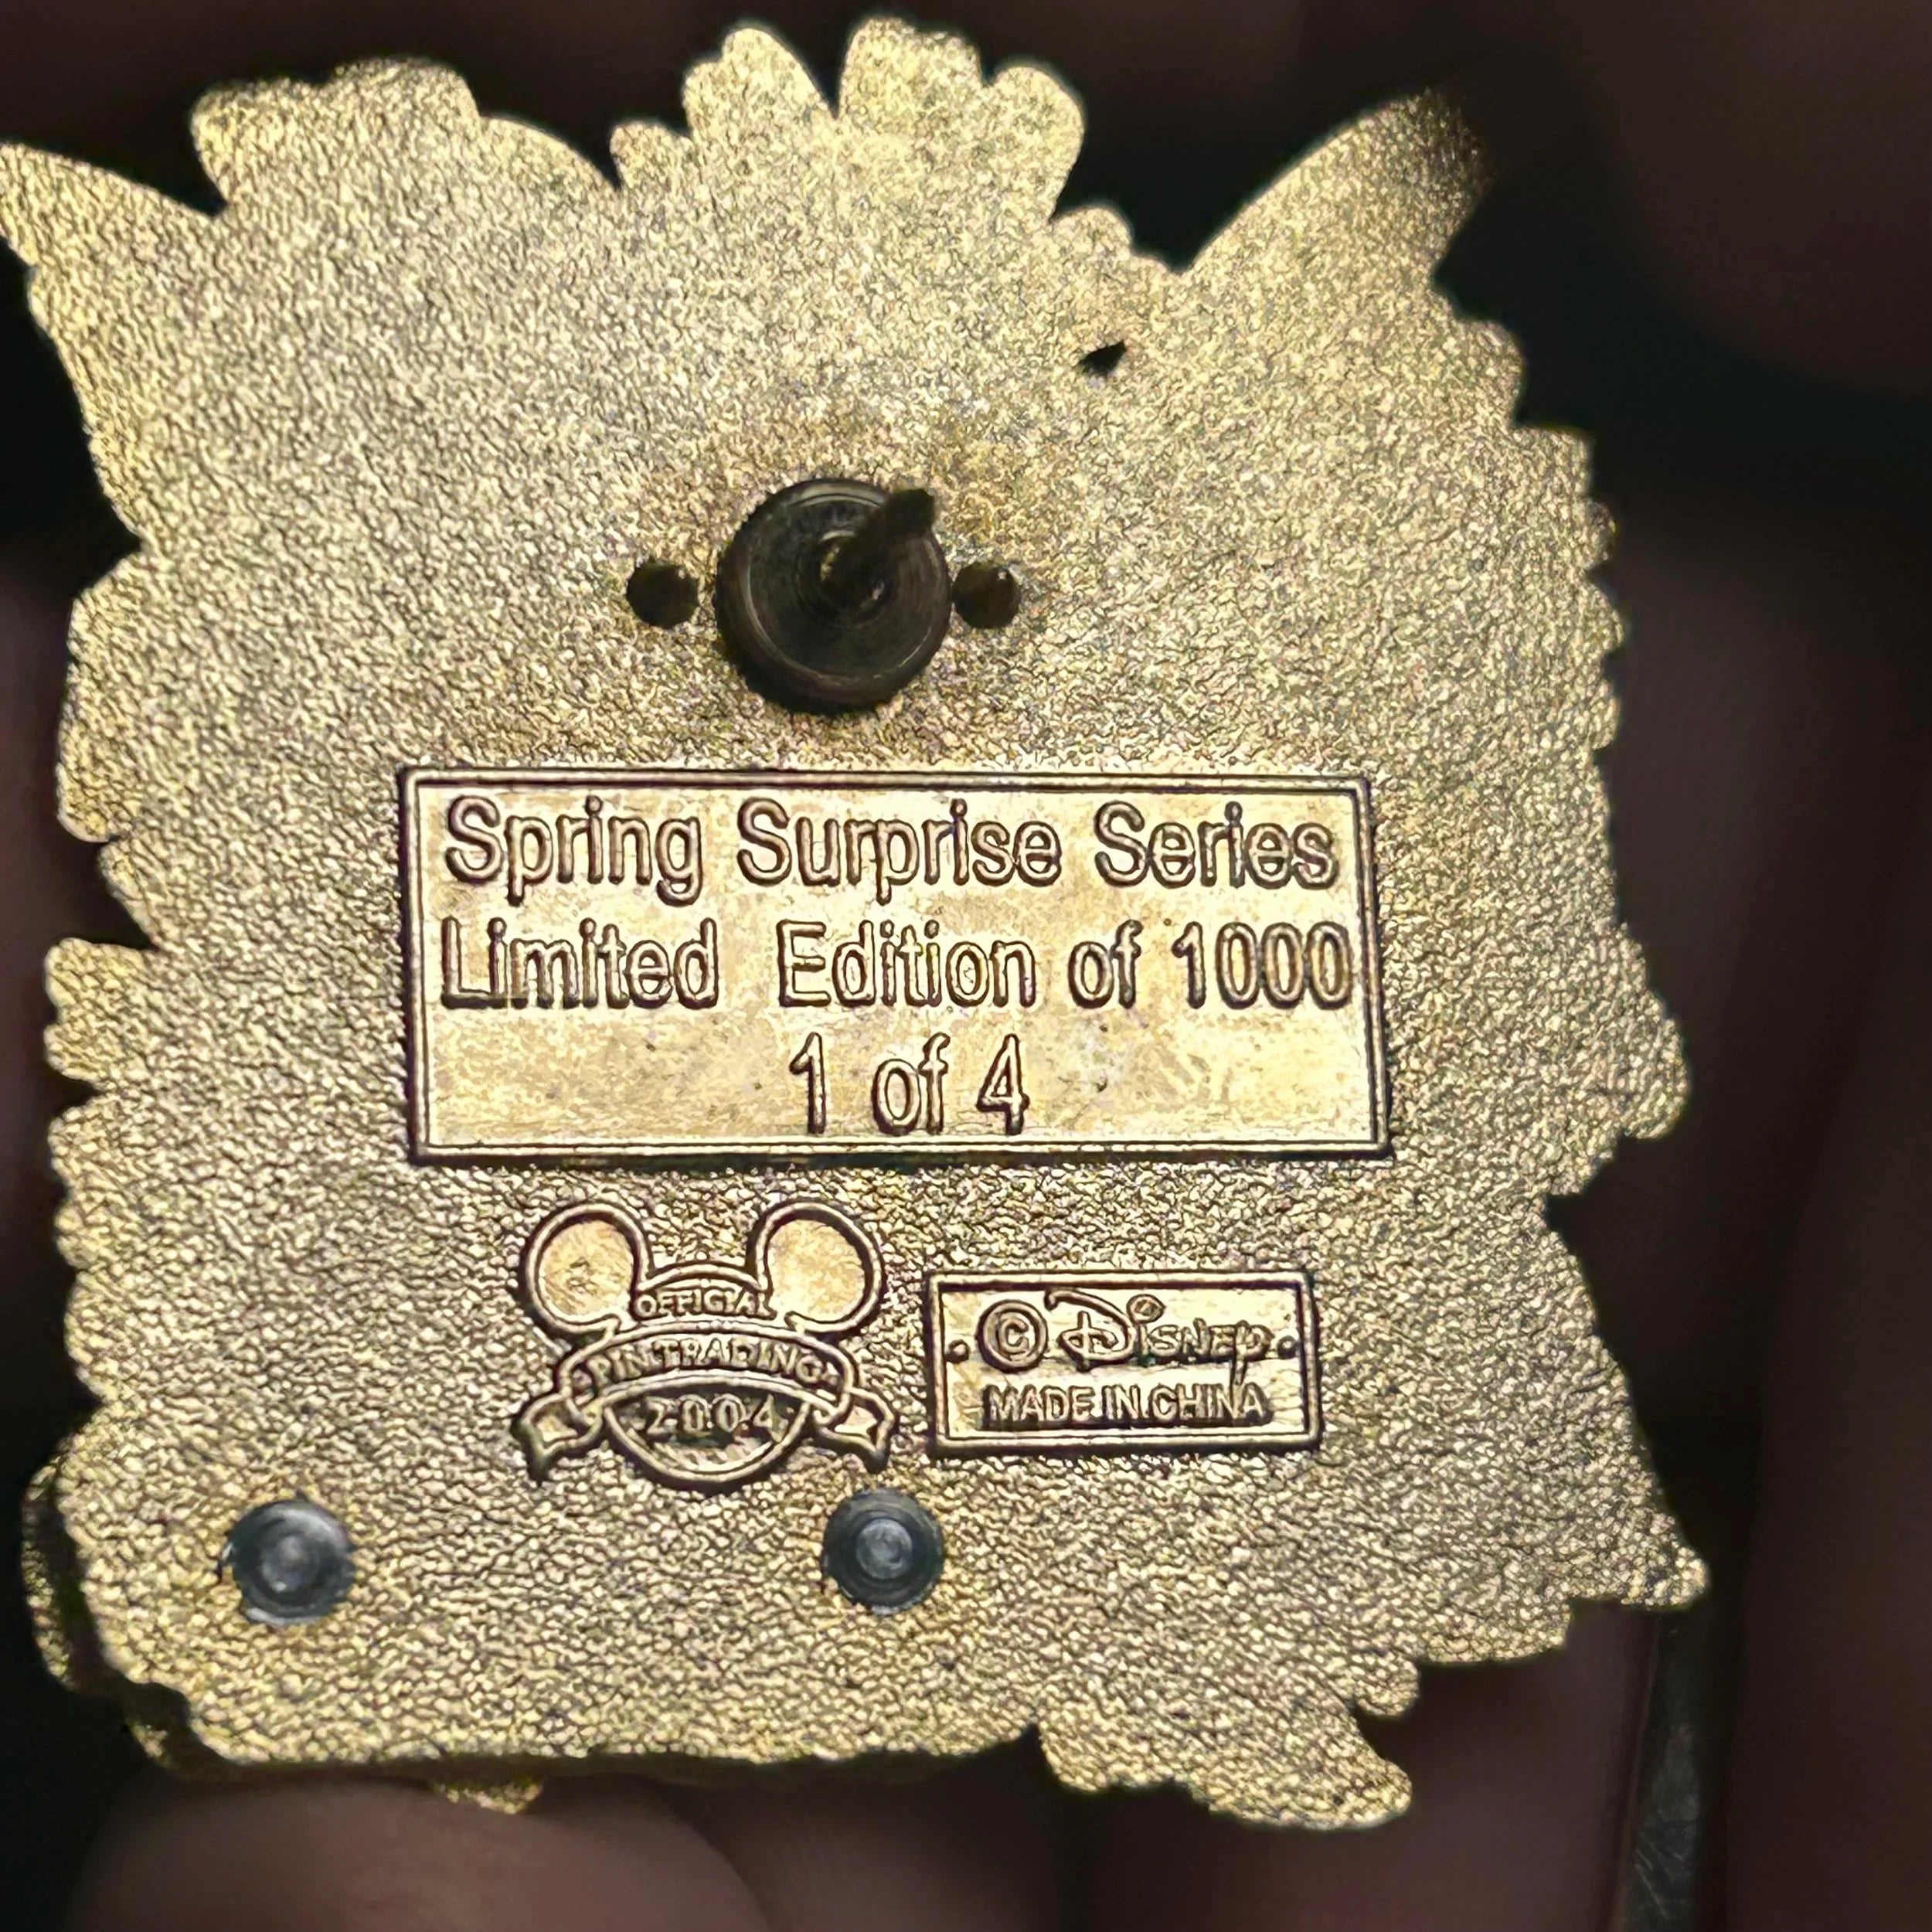 Spring Surprise Series
Limited Edition of 1000
1 of 4
OFFICIAL
PIN TRADING
2004
© Disney
MADE IN CHINA